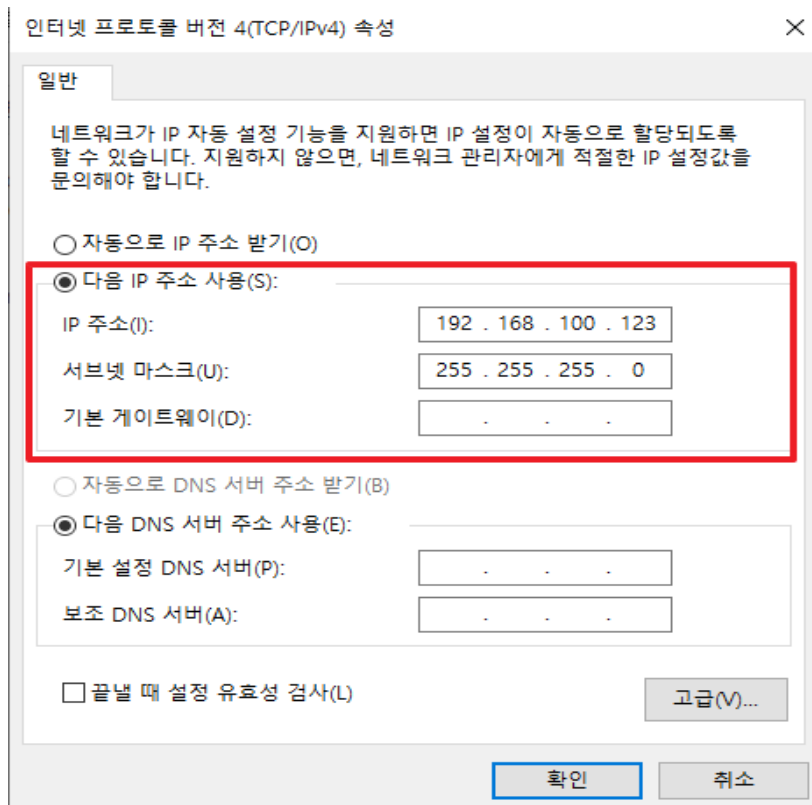 인터넷 프로토콜 버전 4(TCP/IPv4) 속성
일반
네트워크가 IP 자동 설정 기능을 지원하면 IP 설정이 자동으로 할당되도록
할 수 있습니다. 지원하지 않으면, 네트워크 관리자에게 적절한 IP 설정값을
문의해야 합니다.
자동으로 IP 주소 받기(O)
다음 IP 주소 사용(S):
IP 주소(I): 192 . 168 . 100 . 123
서브넷 마스크(U): 255 . 255 . 255 . 0
기본 게이트웨이(D): . . .
자동으로 DNS 서버 주소 받기(B)
다음 DNS 서버 주소 사용(E):
기본 설정 DNS 서버(P): . . .
보조 DNS 서버(A): . . .
끝낼 때 설정 유효성 검사(L)
고급(V)...
확인 취소